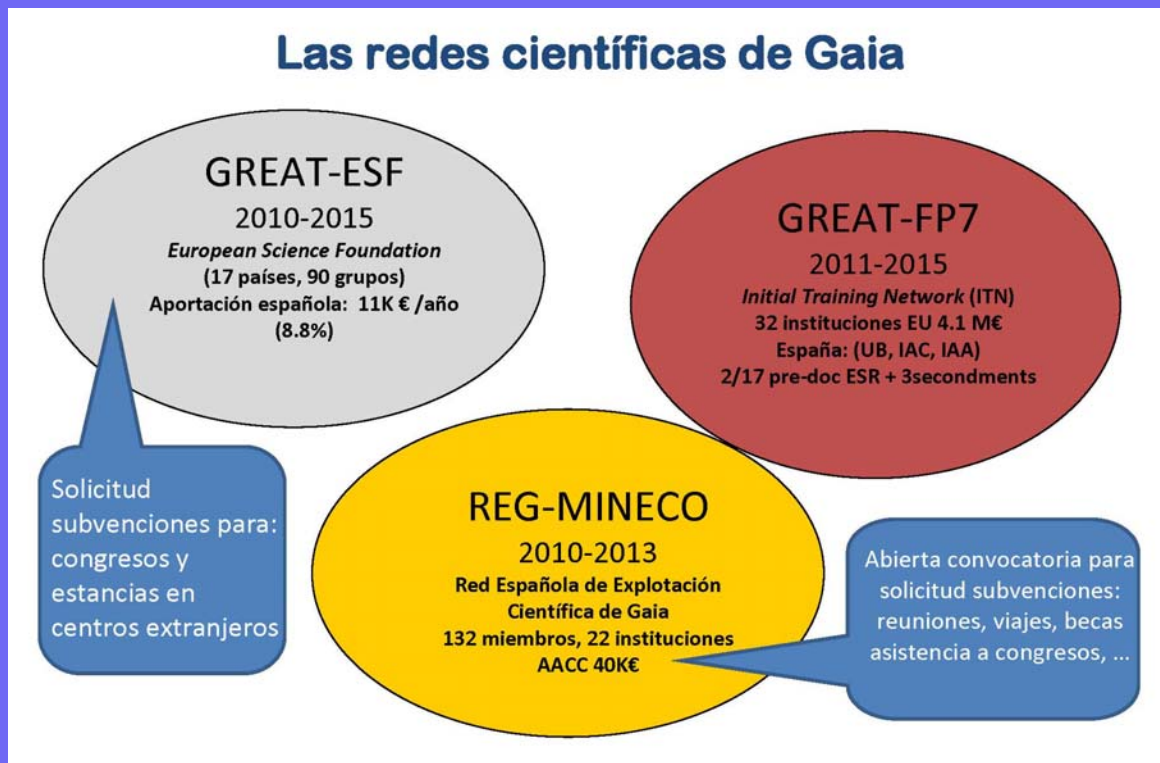 Las redes científicas de Gaia
GREAT-ESF
2010-2015
European Science Foundation
(17 países, 90 grupos)
Aportación española: 11K € /año
(8.8%)
GREAT-FP7
2011-2015
Initial Training Network (ITN)
32 instituciones EU 4.1 M€
España: (UB, IAC, IAA)
2/17 pre-doc ESR + 3secondments
Solicitud
subvenciones para:
congresos y
estancias en
centros extranjeros
REG-MINECO
2010-2013
Red Española de Explotación
Científica de Gaia
132 miembros, 22 instituciones
AACC 40K€
Abierta convocatoria para
solicitud subvenciones:
reuniones, viajes, becas
asistencia a congresos, ...